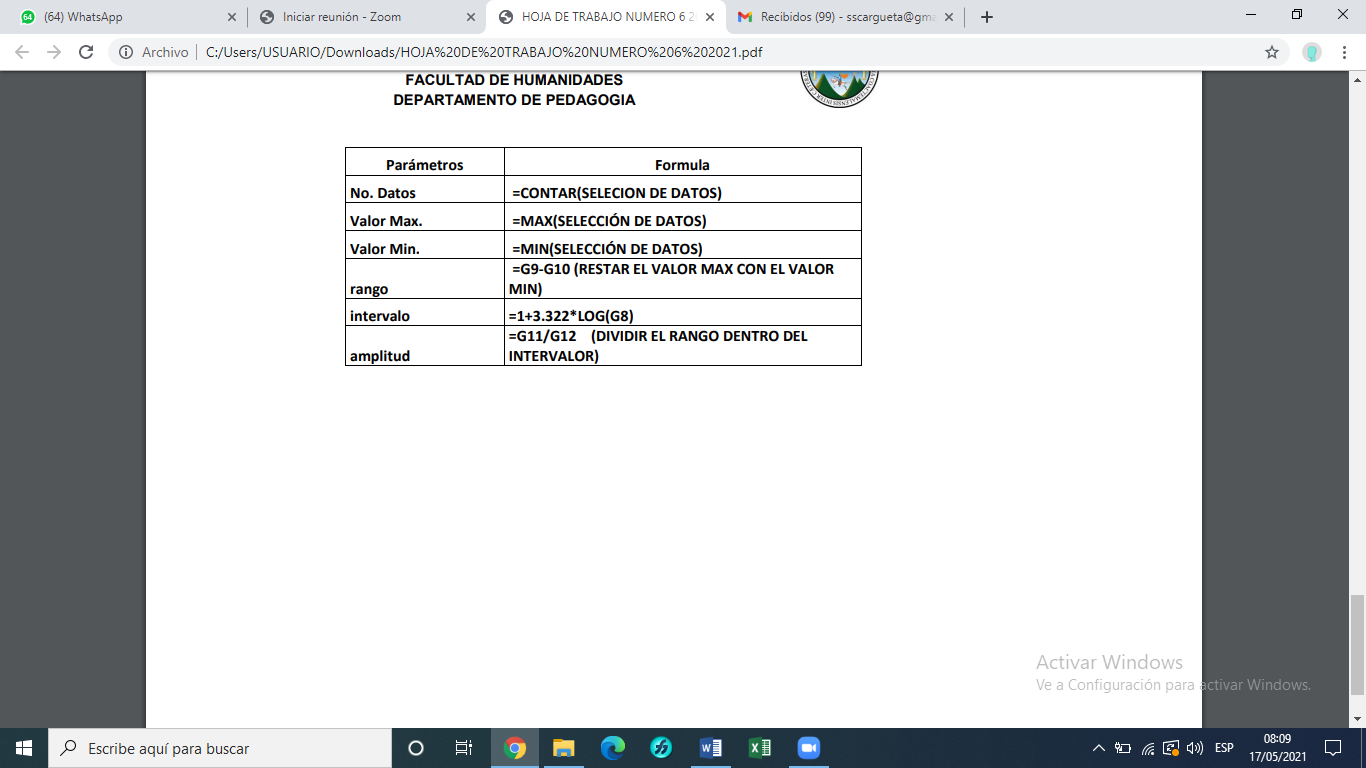 (64) WhatsApp
Iniciar reunión - Zoom
HOJA DE TRABAJO NUMERO 6 2
Recibidos (99) - sscargueta@gma
Archivo
C:/Users/USUARIO/Downloads/HOJA%20DE%20TRABAJO%20NUMERO%206%202021.pdf
FACULTAD DE HUMANIDADES
DEPARTAMENTO DE PEDAGOGIA
Parámetros Formula
No. Datos =CONTAR(SELECION DE DATOS)
Valor Max. =MAX(SELECCIÓN DE DATOS)
Valor Min. =MIN(SELECCIÓN DE DATOS)
=G9-G10 (RESTAR EL VALOR MAX CON EL VALOR
rango MIN)
intervalo =1+3.322*LOG(G8)
=G11/G12 (DIVIDIR EL RANGO DENTRO DEL
amplitud INTERVALOR)
Activar Windows
Ve a Configuración para activar Windows.
Escribe aquí para buscar
ESP
08:09
17/05/2021